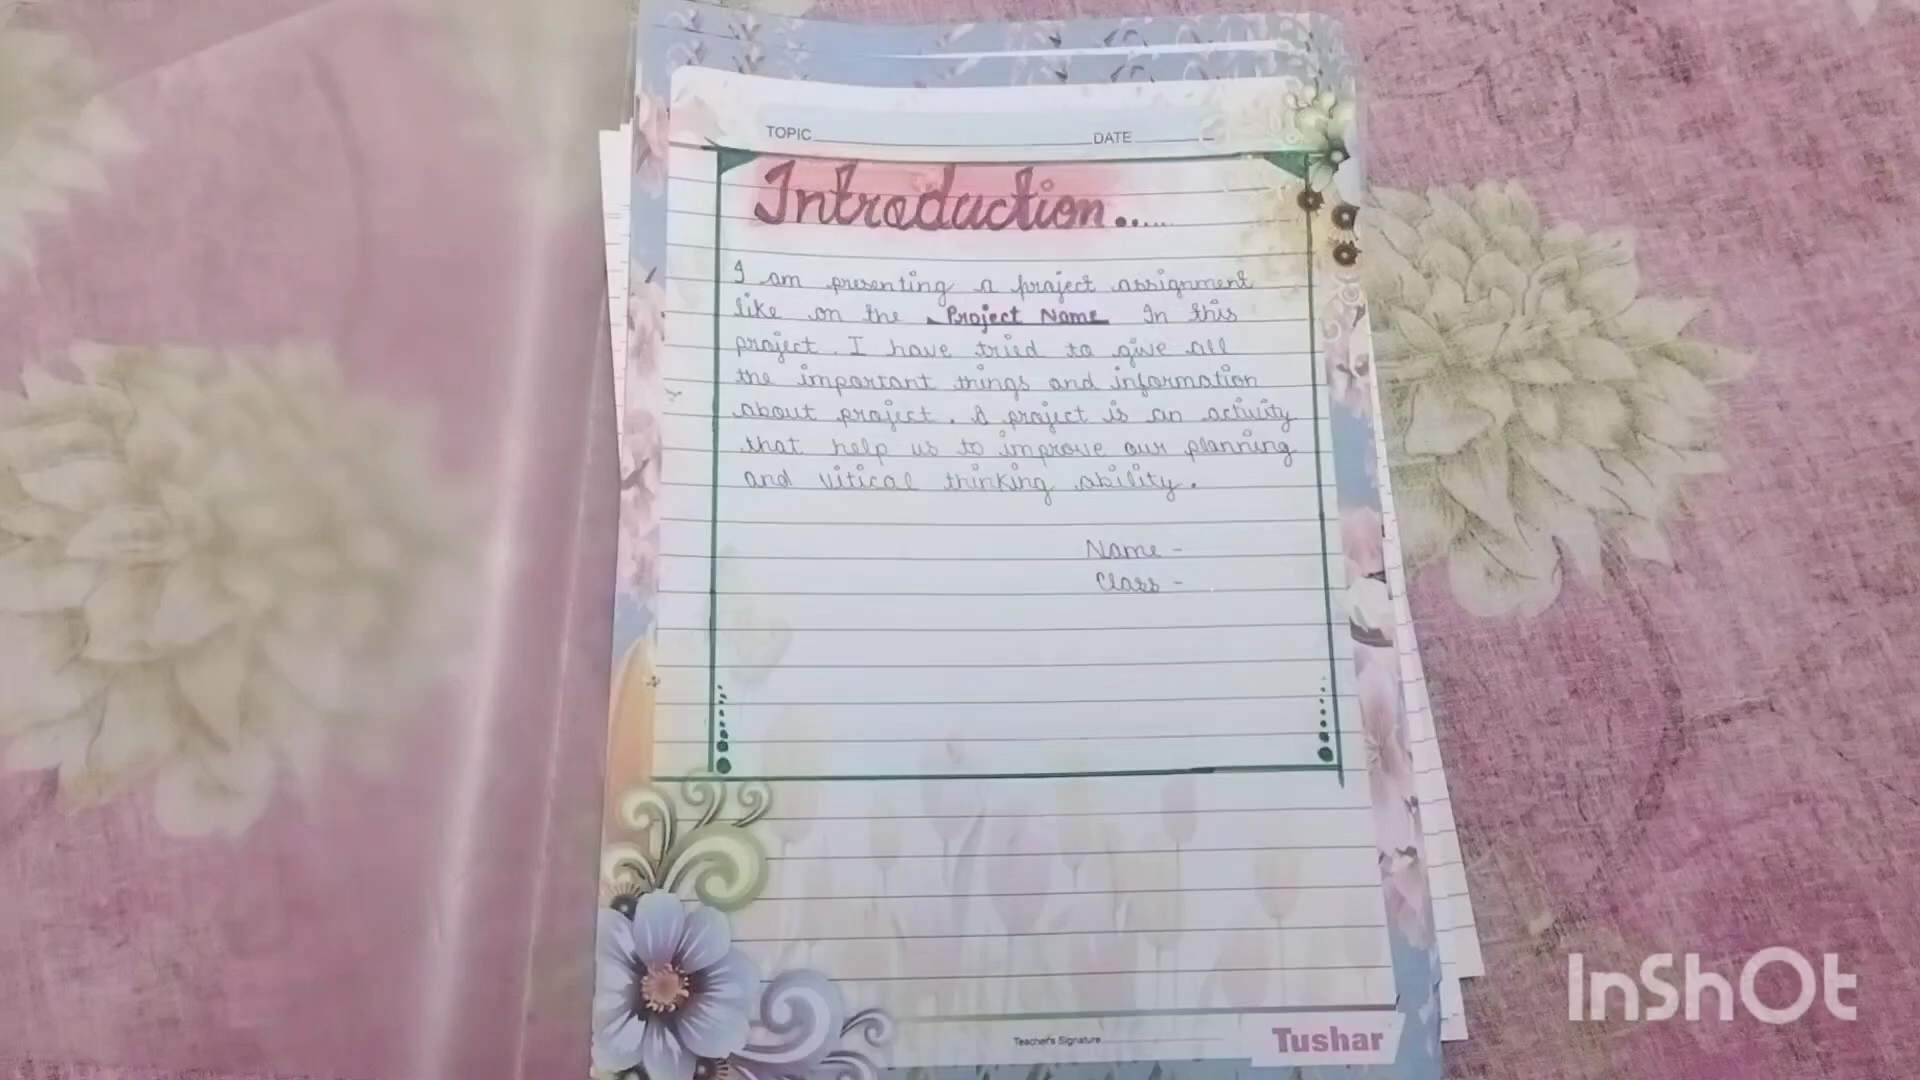 TOPIC DATE
Introduction.....
I am presenting a project assignment
like on the Project Name In this
project. I have tried to give all
the important things and information
about project. A project is an activity
that help us to improve our planning
and vitical thinking ability.
Name -
Class -
Teacher's Signature
Tushar
InShOt